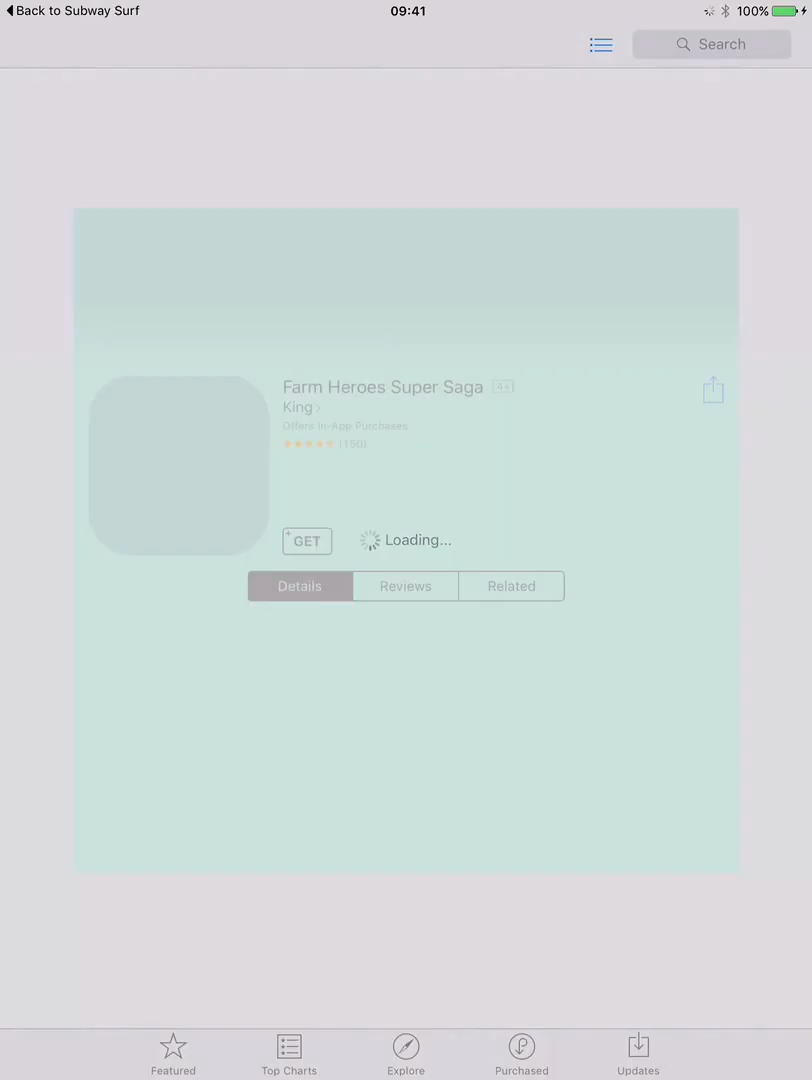 Back to Subway Surf 09:41 100%
Search
Farm Heroes Super Saga 4+
King
Offers In-App Purchases
(150)
+ GET Loading...
Details Reviews Related
Featured Top Charts Explore Purchased Updates